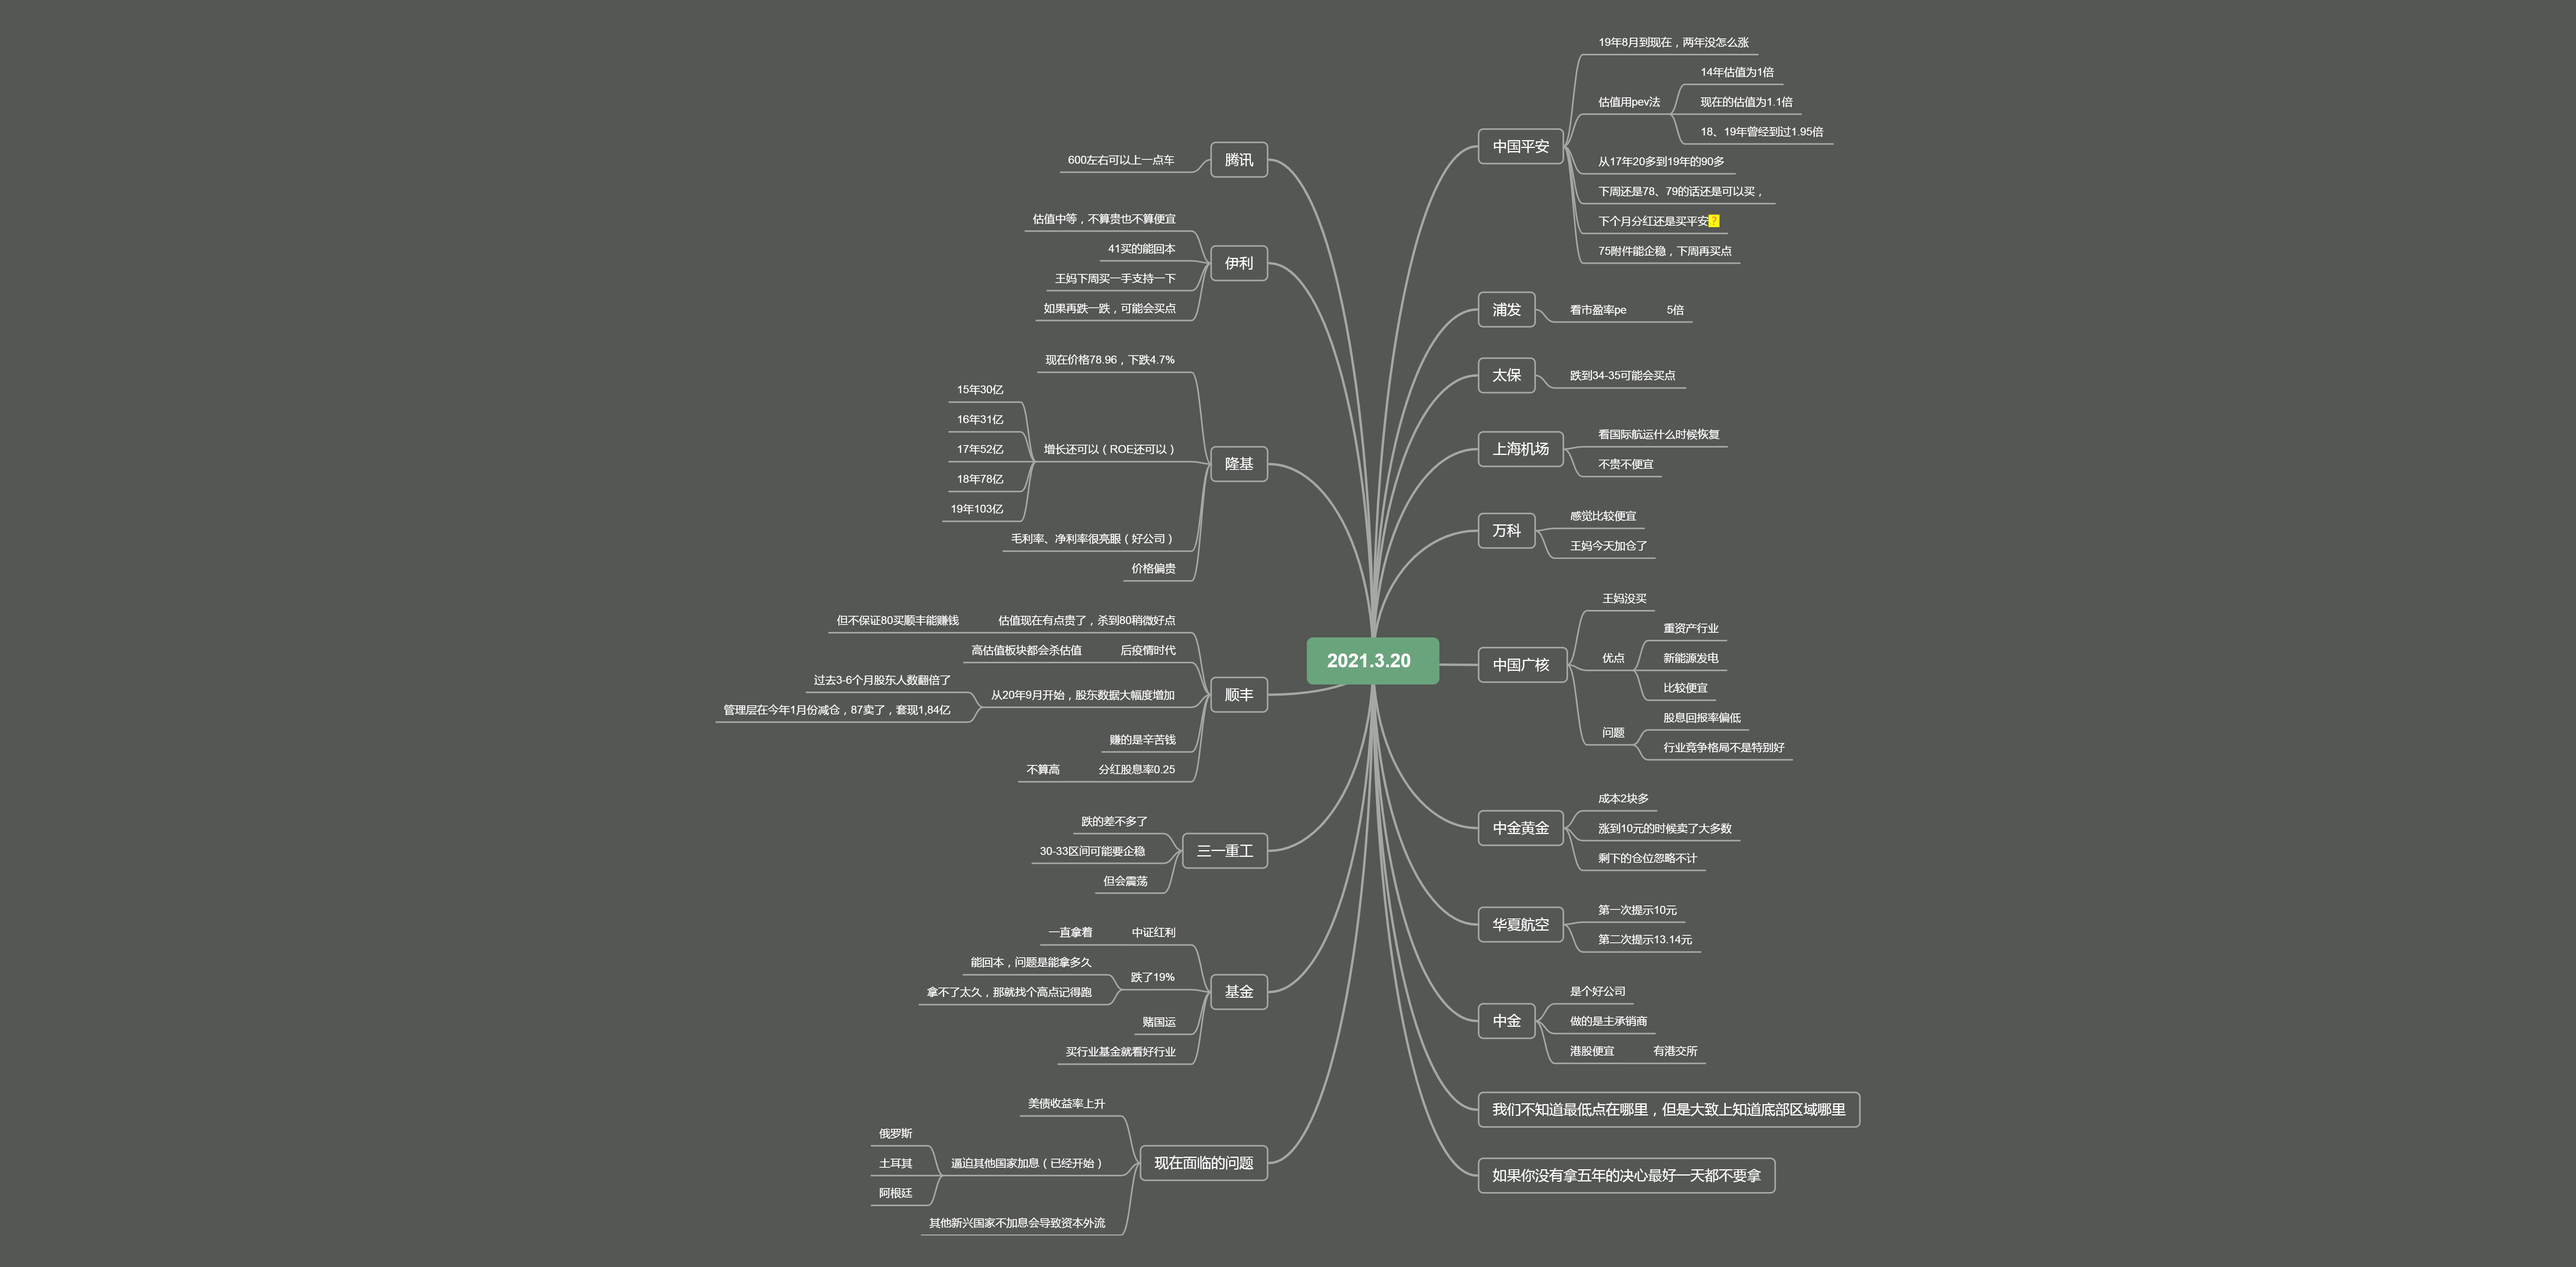 2021.3.20
中国平安
19年8月到现在，两年没怎么涨
估值用pev法
14年估值为1倍
现在的估值为1.1倍
18、19年曾经到过1.95倍
从17年20多到19年的90多
下周还是78、79的话还是可以买，
下个月分红还是买平安?
75附件能企稳，下周再买点
浦发
看市盈率pe
5倍
太保
跌到34-35可能会买点
上海机场
看国际航运什么时候恢复
不贵不便宜
万科
感觉比较便宜
王妈今天加仓了
中国广核
王妈没买
优点
重资产行业
新能源发电
比较便宜
问题
股息回报率偏低
行业竞争格局不是特别好
中金黄金
成本2块多
涨到10元的时候卖了大多数
剩下的仓位忽略不计
华夏航空
第一次提示10元
第二次提示13.14元
中金
是个好公司
做的是主承销商
港股便宜
有港交所
我们不知道最低点在哪里，但是大致上知道底部区域哪里
如果你没有拿五年的决心最好一天都不要拿
腾讯
600左右可以上一点车
伊利
估值中等，不算贵也不算便宜
41买的能回本
王妈下周买一手支持一下
如果再跌一跌，可能会买点
隆基
现在价格78.96，下跌4.7%
增长还可以（ROE还可以）
15年30亿
16年31亿
17年52亿
18年78亿
19年103亿
毛利率、净利率很亮眼（好公司）
价格偏贵
顺丰
估值现在有点贵了，杀到80稍微好点
但不保证80买顺丰能赚钱
后疫情时代
高估值板块都会杀估值
从20年9月开始，股东数据大幅度增加
过去3-6个月股东人数翻倍了
管理层在今年1月份减仓，87卖了，套现1,84亿
赚的是辛苦钱
分红股息率0.25
不算高
三一重工
跌的差不多了
30-33区间可能要企稳
但会震荡
基金
中证红利
一直拿着
跌了19%
能回本，问题是能拿多久
拿不了太久，那就找个高点记得跑
赌国运
买行业基金就看好行业
现在面临的问题
美债收益率上升
逼迫其他国家加息（已经开始）
俄罗斯
土耳其
阿根廷
其他新兴国家不加息会导致资本外流